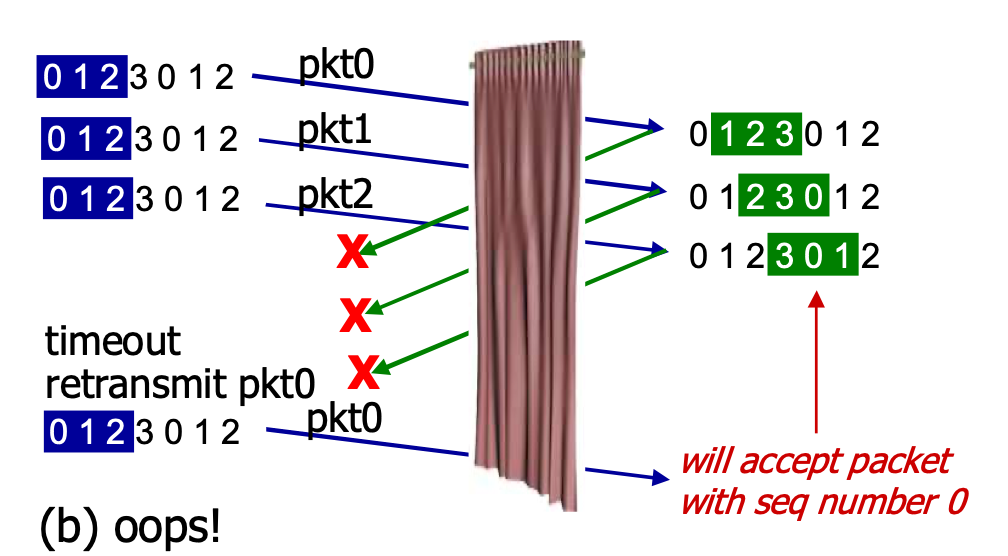 0 1 2 3 0 1 2
pkt0
0 1 2 3 0 1 2
0 1 2 3 0 1 2
pkt1
0 1 2 3 0 1 2
0 1 2 3 0 1 2
pkt2
0 1 2 3 0 1 2
X
X
X
timeout
retransmit pkt0
0 1 2 3 0 1 2
pkt0
will accept packet
with seq number 0
(b) oops!